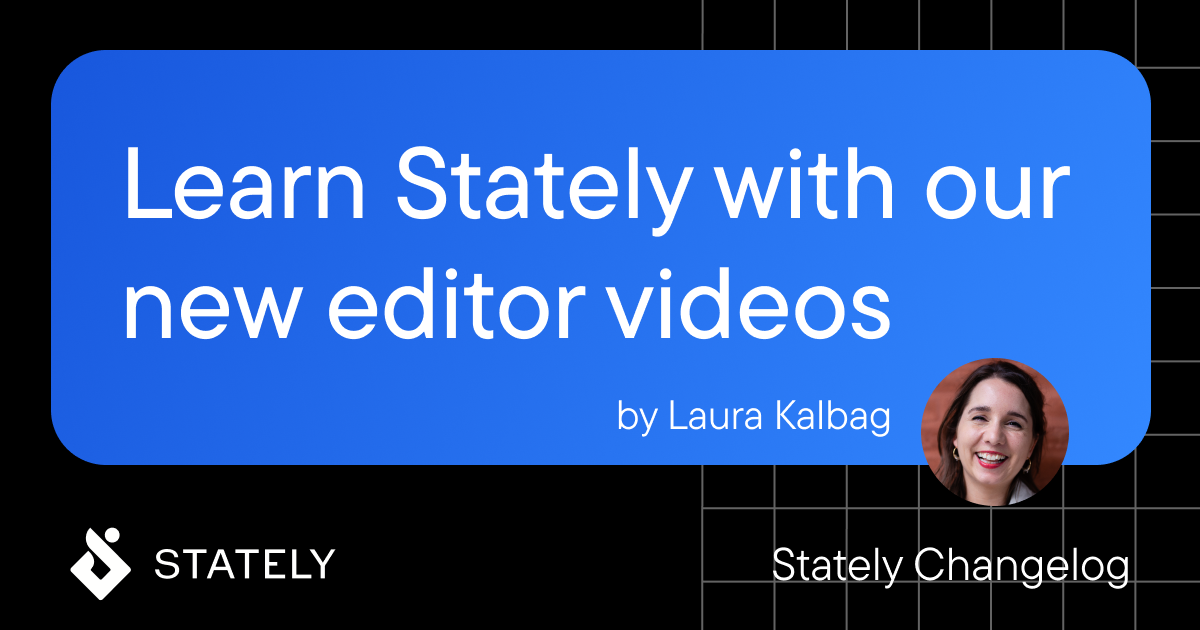 Learn Stately with our
new editor videos
by Laura Kalbag
STATELY
Stately Changelog